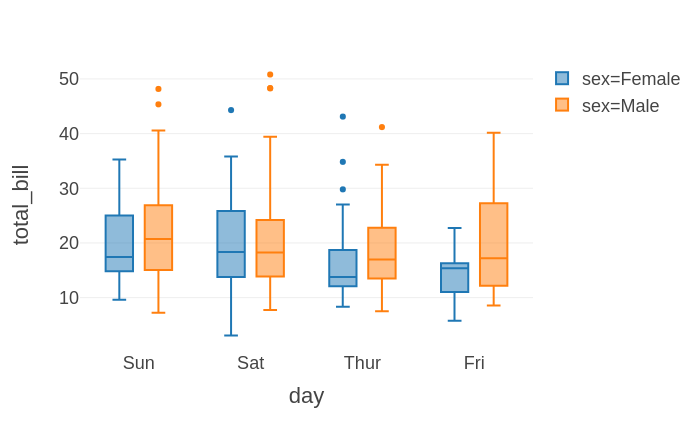 50
40
30
20
10
total_bill
Sun
Sat
Thur
Fri
day
sex=Female
sex=Male